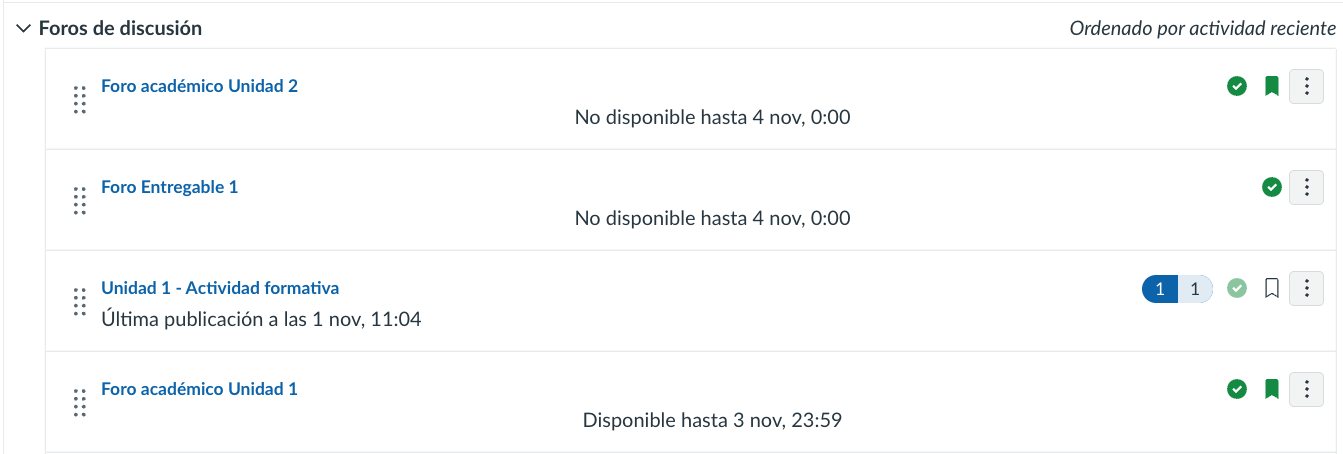 Foros de discusión
Ordenado por actividad reciente
Foro académico Unidad 2
No disponible hasta 4 nov, 0:00
Foro Entregable 1
No disponible hasta 4 nov, 0:00
Unidad 1 - Actividad formativa
1 1
Última publicación a las 1 nov, 11:04
Foro académico Unidad 1
Disponible hasta 3 nov, 23:59